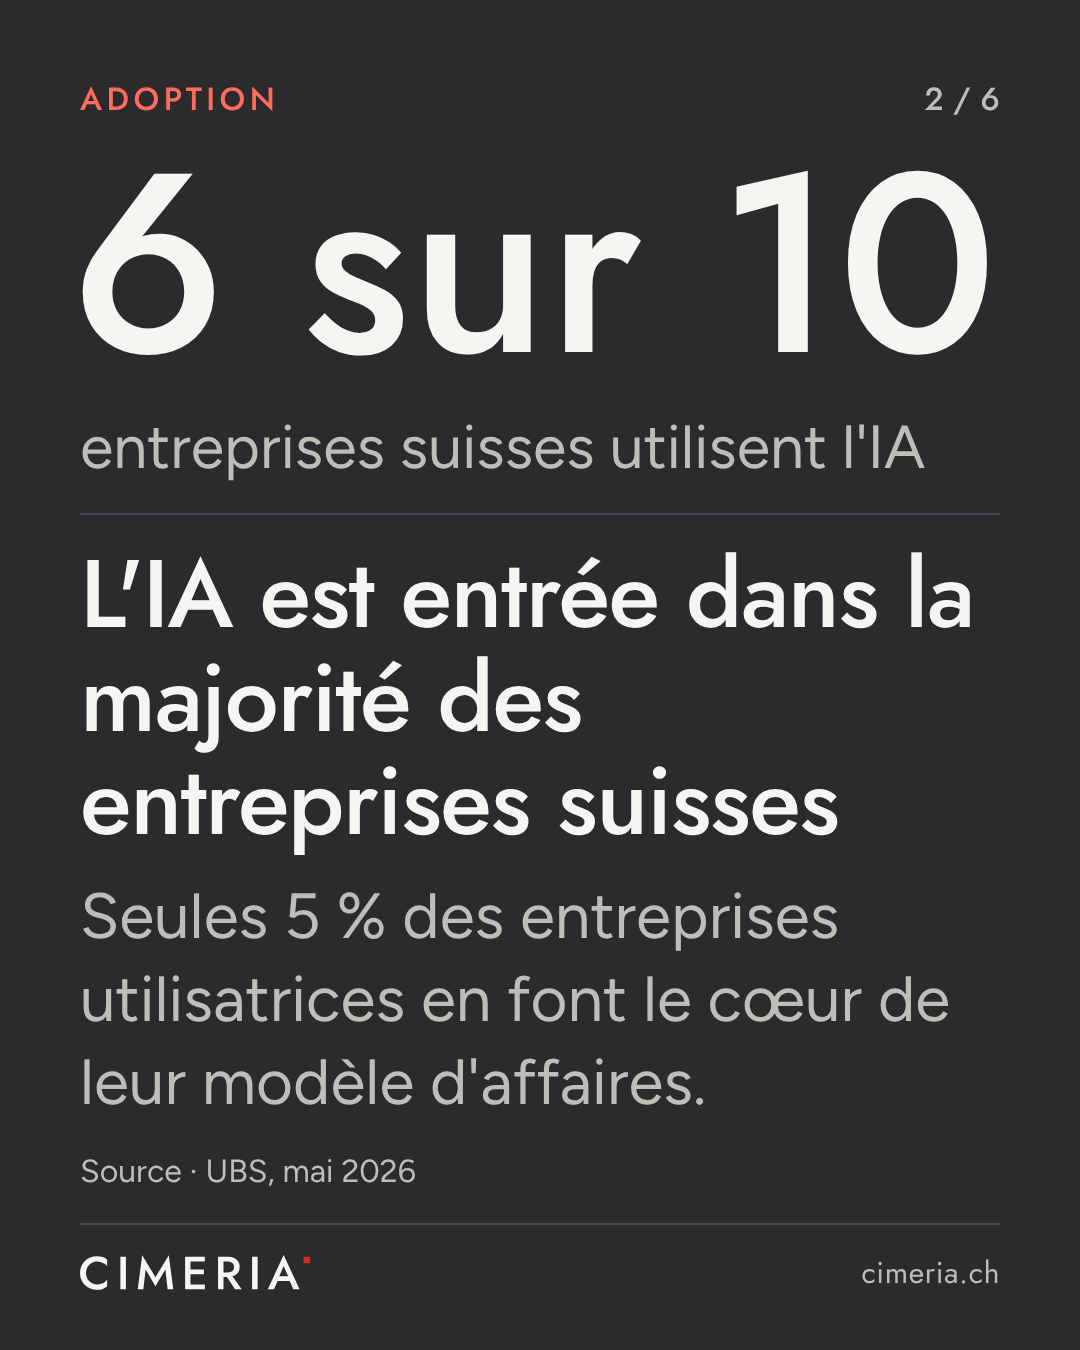 ADOPTION
2 / 6
6 sur 10
entreprises suisses utilisent l'IA
L'IA est entrée dans la
majorité des
entreprises suisses
Seules 5 % des entreprises
utilisatrices en font le cœur de
leur modèle d'affaires.
Source · UBS, mai 2026
CIMERIA
cimeria.ch